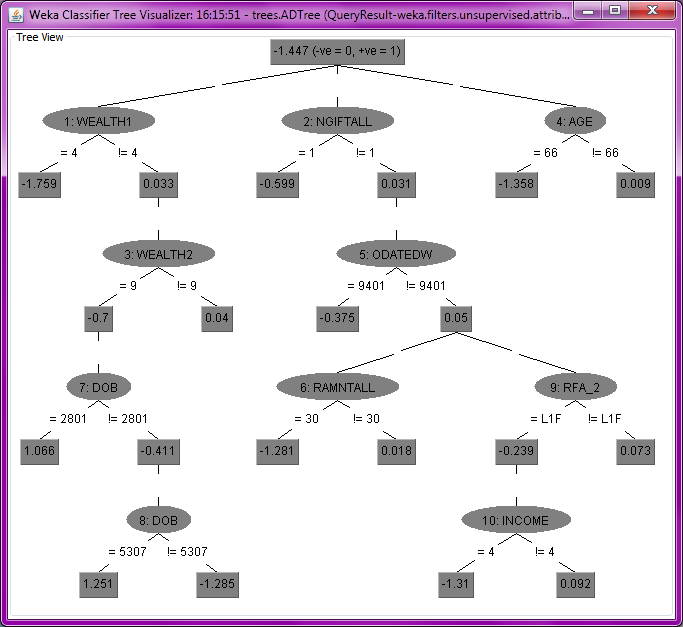 Weka Classifier Tree Visualizer: 16:15:51 - trees.ADTree (QueryResult-weka.filters.unsupervised.attrib...
Tree View
-1.447 (-ve = 0, +ve = 1)
1: WEALTH1 2: NGIFTALL 4: AGE
= 4 != 4 = 1 != 1 = 66 != 66
-1.759 0.033 -0.599 0.031 -1.358 0.009
3: WEALTH2 5: ODATEDW
= 9 != 9 = 9401 != 9401
-0.7 0.04 -0.375 0.05
7: DOB 6: RAMNTALL 9: RFA_2
= 2801 != 2801 = 30 != 30 = L1F != L1F
1.066 -0.411 -1.281 0.018 -0.239 0.073
8: DOB 10: INCOME
= 5307 != 5307 = 4 != 4
1.251 -1.285 -1.31 0.092